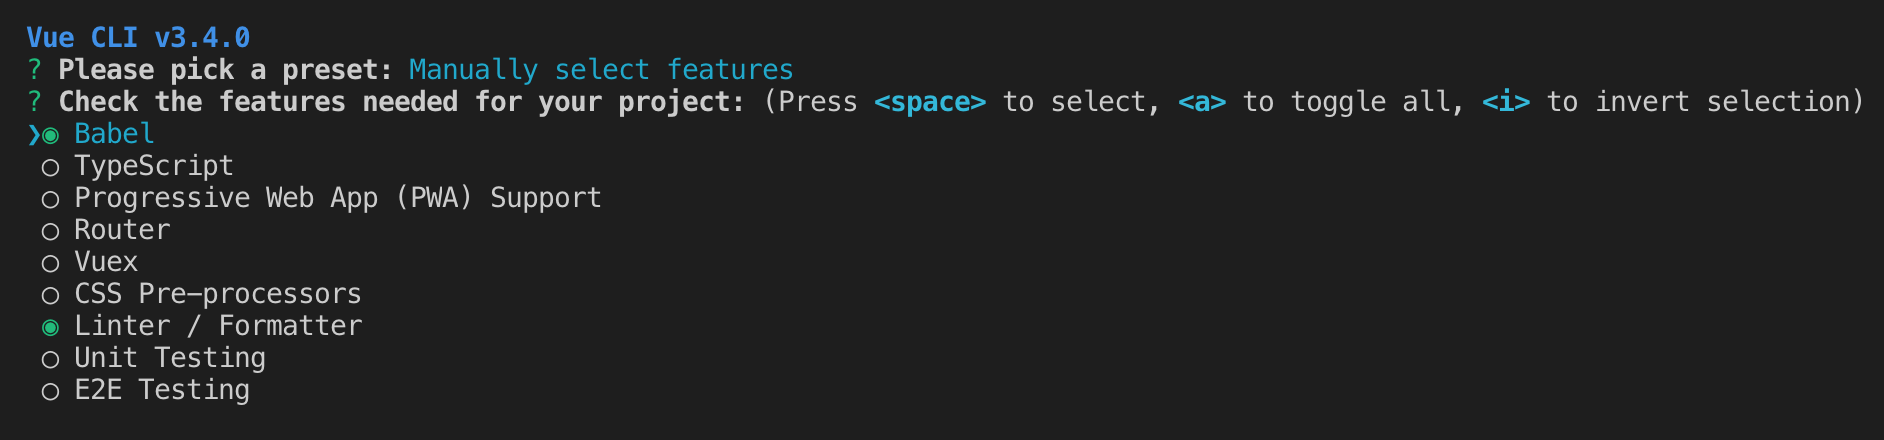 Vue CLI v3.4.0
? Please pick a preset: Manually select features
? Check the features needed for your project: (Press <space> to select, <a> to toggle all, <i> to invert selection)
❯◉ Babel
◯ TypeScript
◯ Progressive Web App (PWA) Support
◯ Router
◯ Vuex
◯ CSS Pre-processors
◉ Linter / Formatter
◯ Unit Testing
◯ E2E Testing